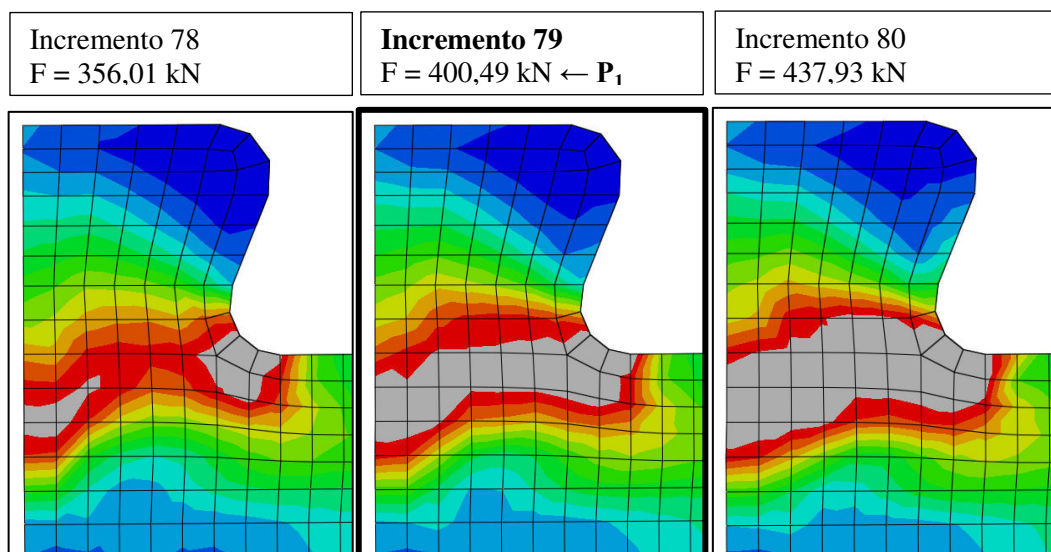 Incremento 78
F = 356,01 kN
Incremento 79
F = 400,49 kN ← P₁
Incremento 80
F = 437,93 kN